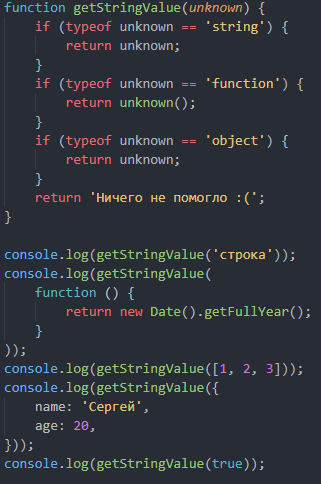 function getStringValue(unknown) {
    if (typeof unknown == 'string') {
        return unknown;
    }
    if (typeof unknown == 'function') {
        return unknown();
    }
    if (typeof unknown == 'object') {
        return unknown;
    }
    return 'Ничего не помогло :(';
}

console.log(getStringValue('строка'));
console.log(getStringValue(
    function () {
        return new Date().getFullYear();
    }
));
console.log(getStringValue([1, 2, 3]));
console.log(getStringValue({
    name: 'Сергей',
    age: 20,
}));
console.log(getStringValue(true));